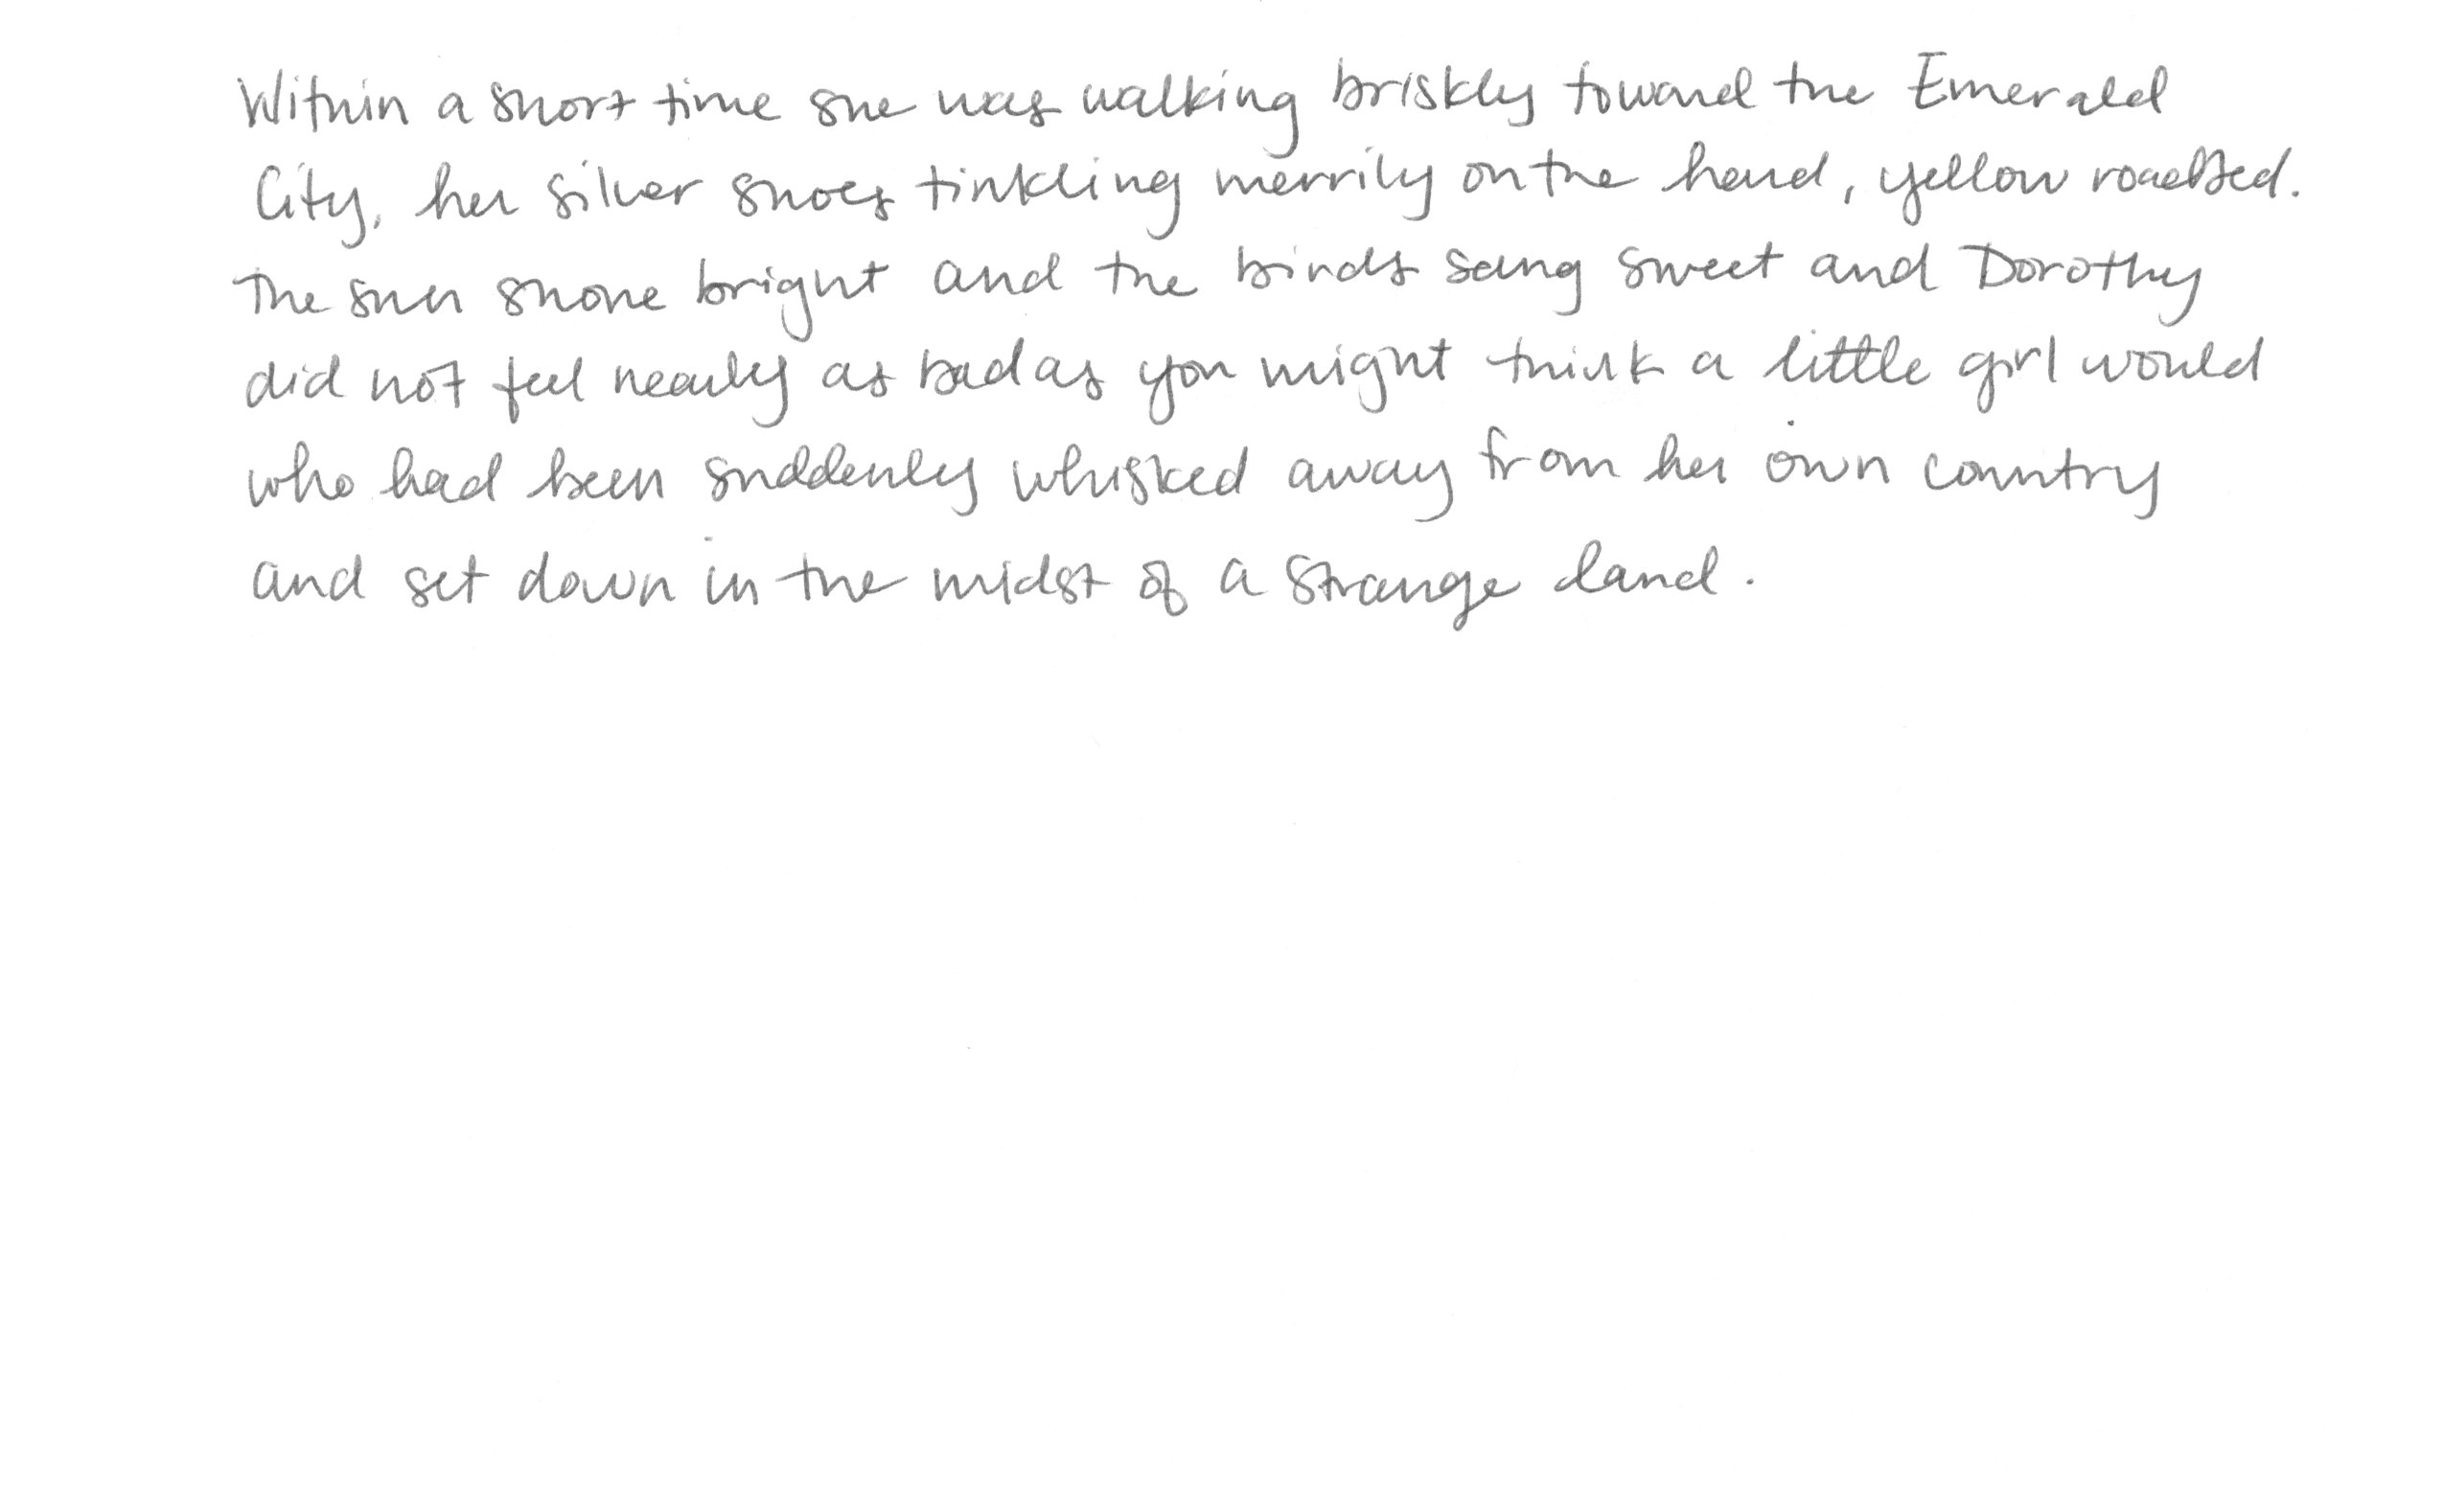 Within a short time she was walking briskly toward the Emerald
City, her silver shoes tinkling merrily on the hard, yellow roadbed.
The sun shone bright and the birds sang sweet and Dorothy
did not feel nearly as bad as you might think a little girl would
who had been suddenly whisked away from her own country
and set down in the midst of a strange land.